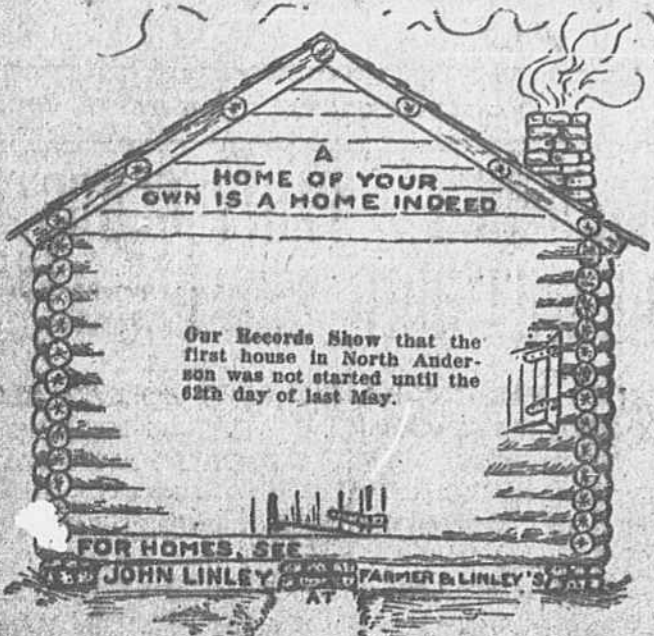 A
HOME OF YOUR
OWN IS A HOME INDEED
Our Records Show that the
first house in North Ander-
son was not started until the
62th day of last May.
FOR HOMES, SEE
JOHN LINLEY AT FARMER & LINLEY'S